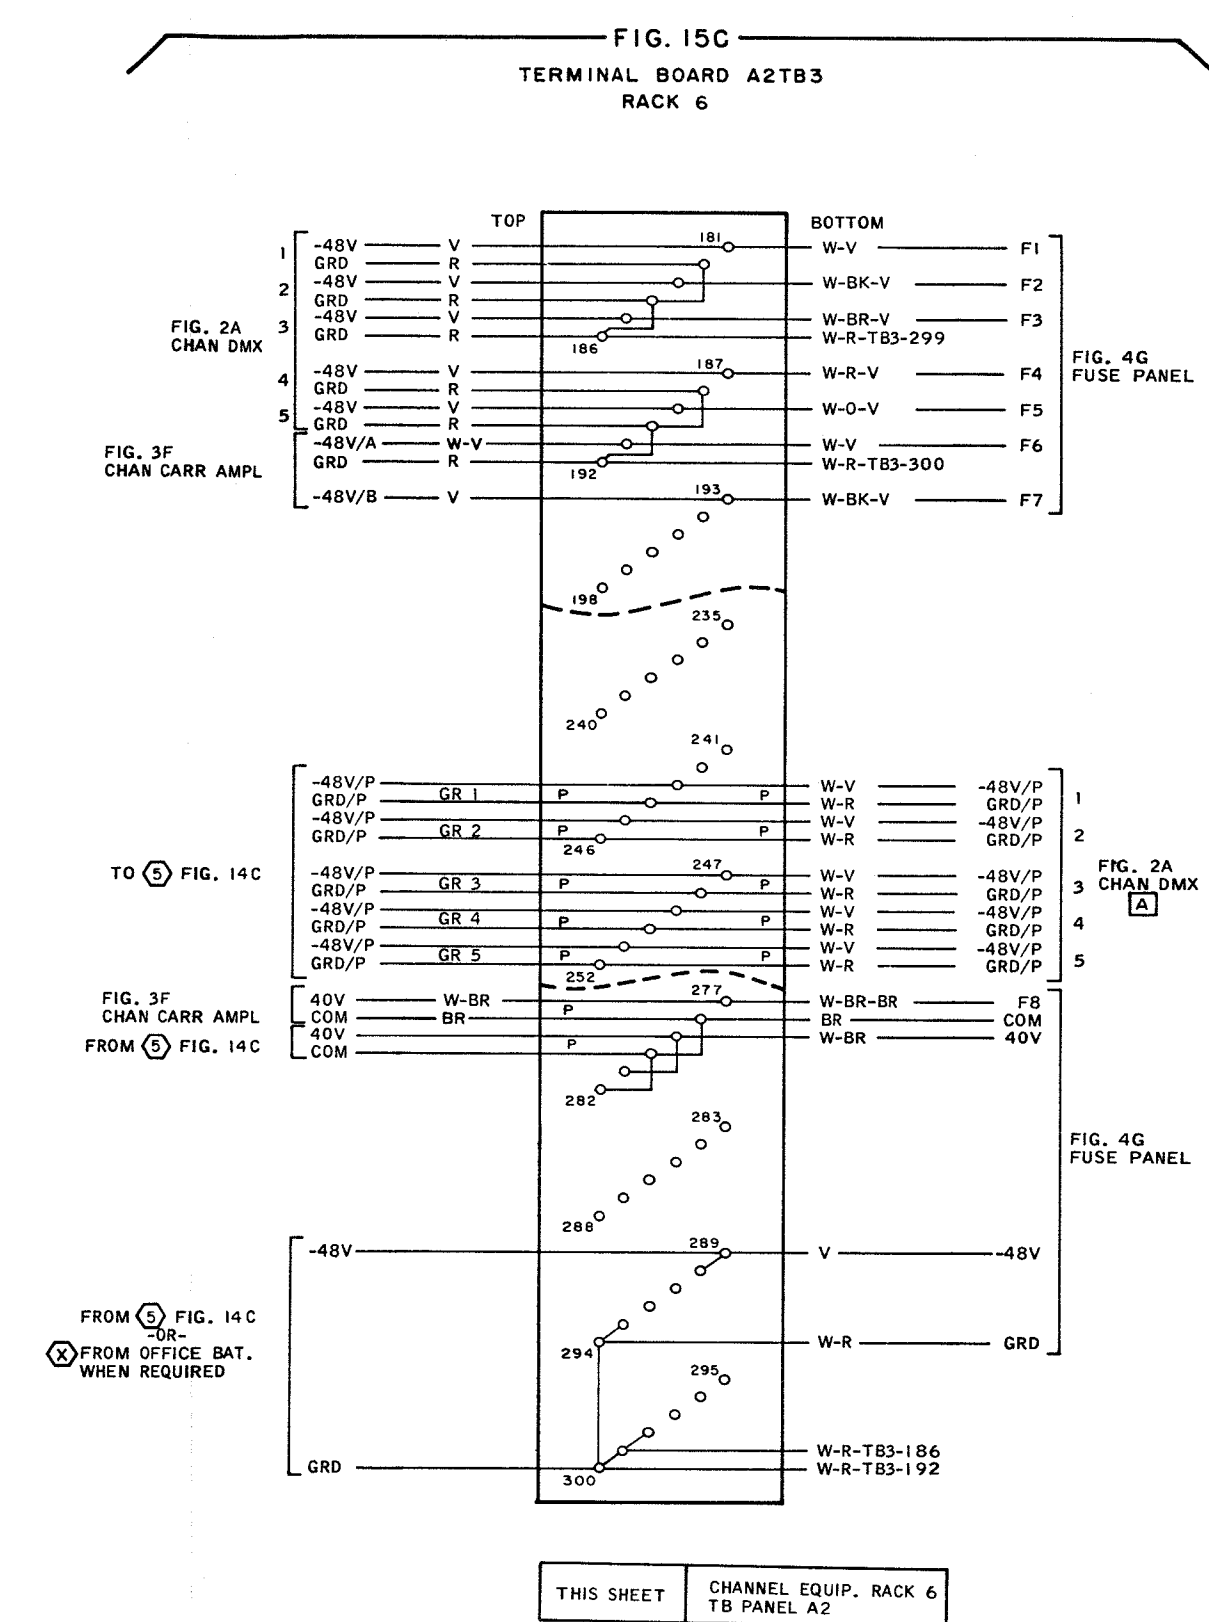 FIG. 15C
TERMINAL BOARD A2TB3
RACK 6
TOP
BOTTOM
FIG. 2A
CHAN DMX
1 -48V V 181 W-V F1
GRD R
2 -48V V W-BK-V F2
GRD R
3 -48V V W-BR-V F3
GRD R 186 W-R-TB3-299
4 -48V V 187 W-R-V F4
GRD R
5 -48V V W-O-V F5
GRD R
FIG. 3F
CHAN CARR AMPL
-48V/A W-V W-V F6
GRD R 192 W-R-TB3-300
-48V/B V 193 W-BK-V F7
FIG. 4G
FUSE PANEL
198
235
240
241
TO 5 FIG. 14C
-48V/P W-V -48V/P
GRD/P GR 1 P P W-R GRD/P 1
-48V/P W-V -48V/P
GRD/P GR 2 P 246 P W-R GRD/P 2
-48V/P 247 W-V -48V/P
GRD/P GR 3 P P W-R GRD/P 3
-48V/P W-V -48V/P
GRD/P GR 4 P P W-R GRD/P 4
-48V/P W-V -48V/P
GRD/P GR 5 P 252 P W-R GRD/P 5
FIG. 2A
CHAN DMX
A
FIG. 3F
CHAN CARR AMPL
40V W-BR 277 W-BR-BR F8
COM BR P BR COM
FROM 5 FIG. 14C
40V W-BR 40V
COM P
282
283
288
FIG. 4G
FUSE PANEL
-48V 289 V -48V
FROM 5 FIG. 14C
-OR-
X FROM OFFICE BAT.
WHEN REQUIRED
294 W-R GRD
295
W-R-TB3-186
GRD 300 W-R-TB3-192
THIS SHEET
CHANNEL EQUIP. RACK 6
TB PANEL A2